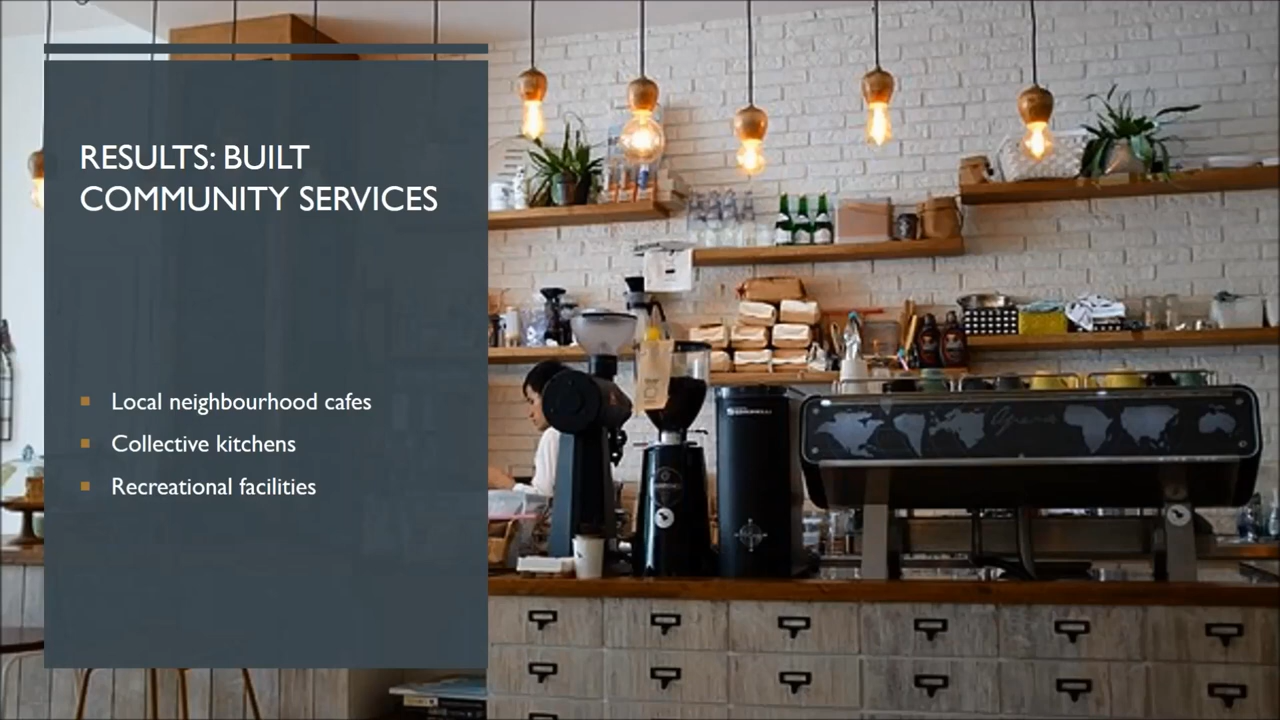 RESULTS: BUILT
COMMUNITY SERVICES
Local neighbourhood cafes
Collective kitchens
Recreational facilities